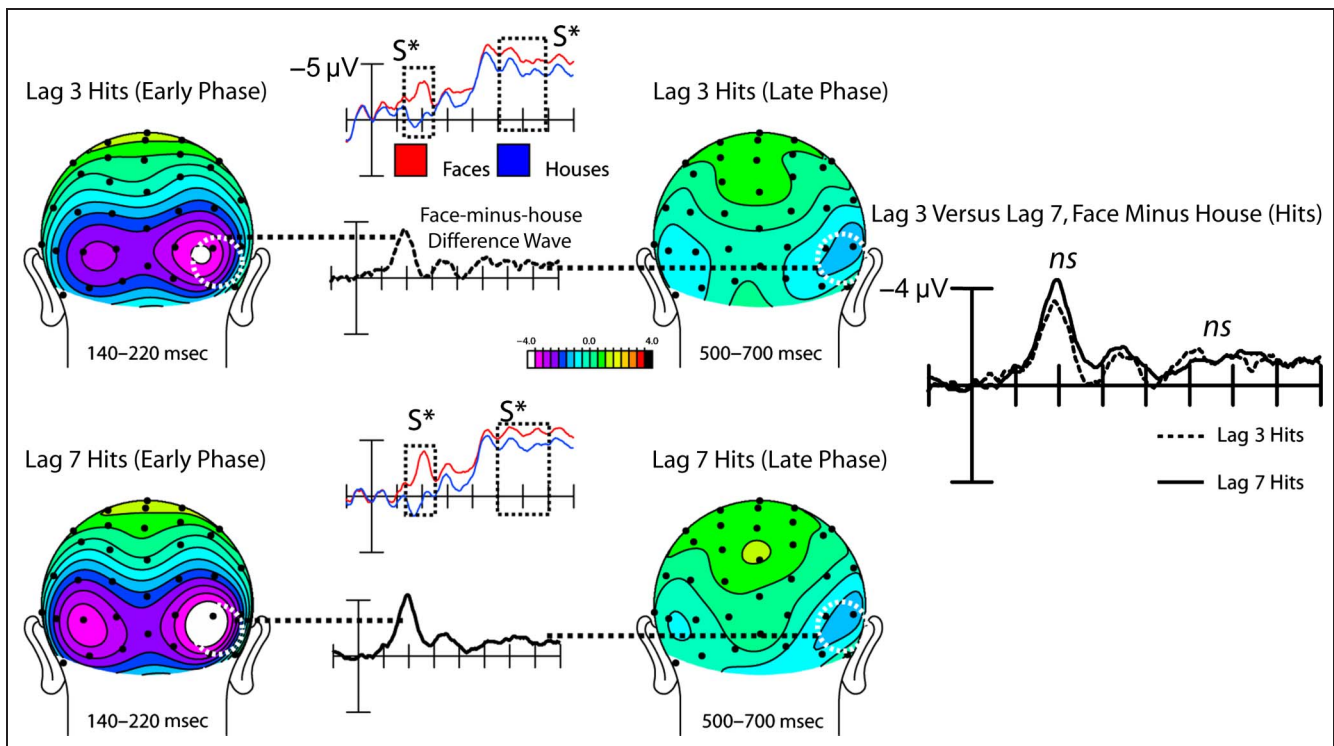 S*
S*
−5 µV
Lag 3 Hits (Early Phase)
Lag 3 Hits (Late Phase)
Faces
Houses
Face-minus-house
Difference Wave
Lag 3 Versus Lag 7, Face Minus House (Hits)
ns
−4 µV
ns
140–220 msec
−4.0
0.0
4.0
500–700 msec
Lag 3 Hits
Lag 7 Hits
S*
S*
Lag 7 Hits (Early Phase)
Lag 7 Hits (Late Phase)
140–220 msec
500–700 msec